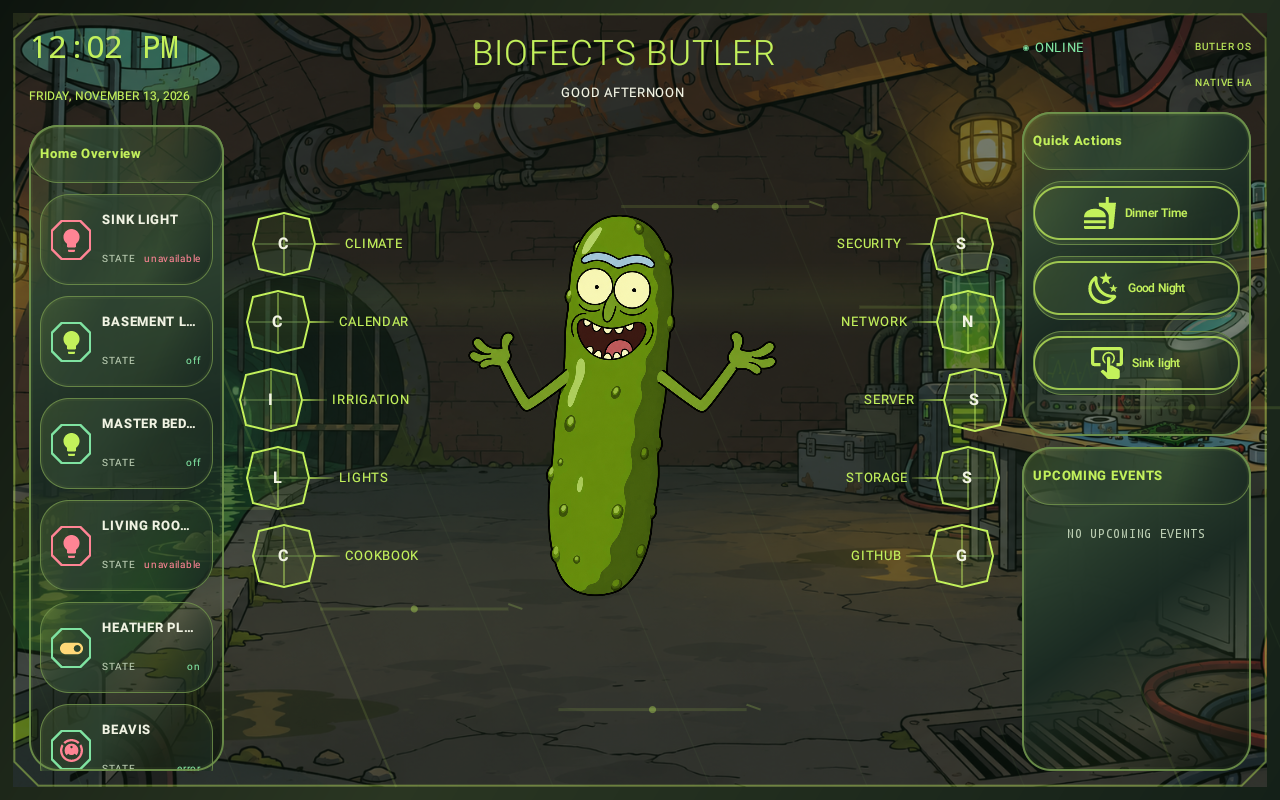 12:02 PM
FRIDAY, NOVEMBER 13, 2026
BIOFECTS BUTLER
GOOD AFTERNOON
ONLINE
BUTLER OS
NATIVE HA
Home Overview
SINK LIGHT
STATE unavailable
BASEMENT L...
STATE off
MASTER BED...
STATE off
LIVING ROO...
STATE unavailable
HEATHER PL...
STATE on
BEAVIS
STATE error
C CLIMATE
C CALENDAR
I IRRIGATION
L LIGHTS
C COOKBOOK
SECURITY S
NETWORK N
SERVER S
STORAGE S
GITHUB G
Quick Actions
Dinner Time
Good Night
Sink light
UPCOMING EVENTS
NO UPCOMING EVENTS